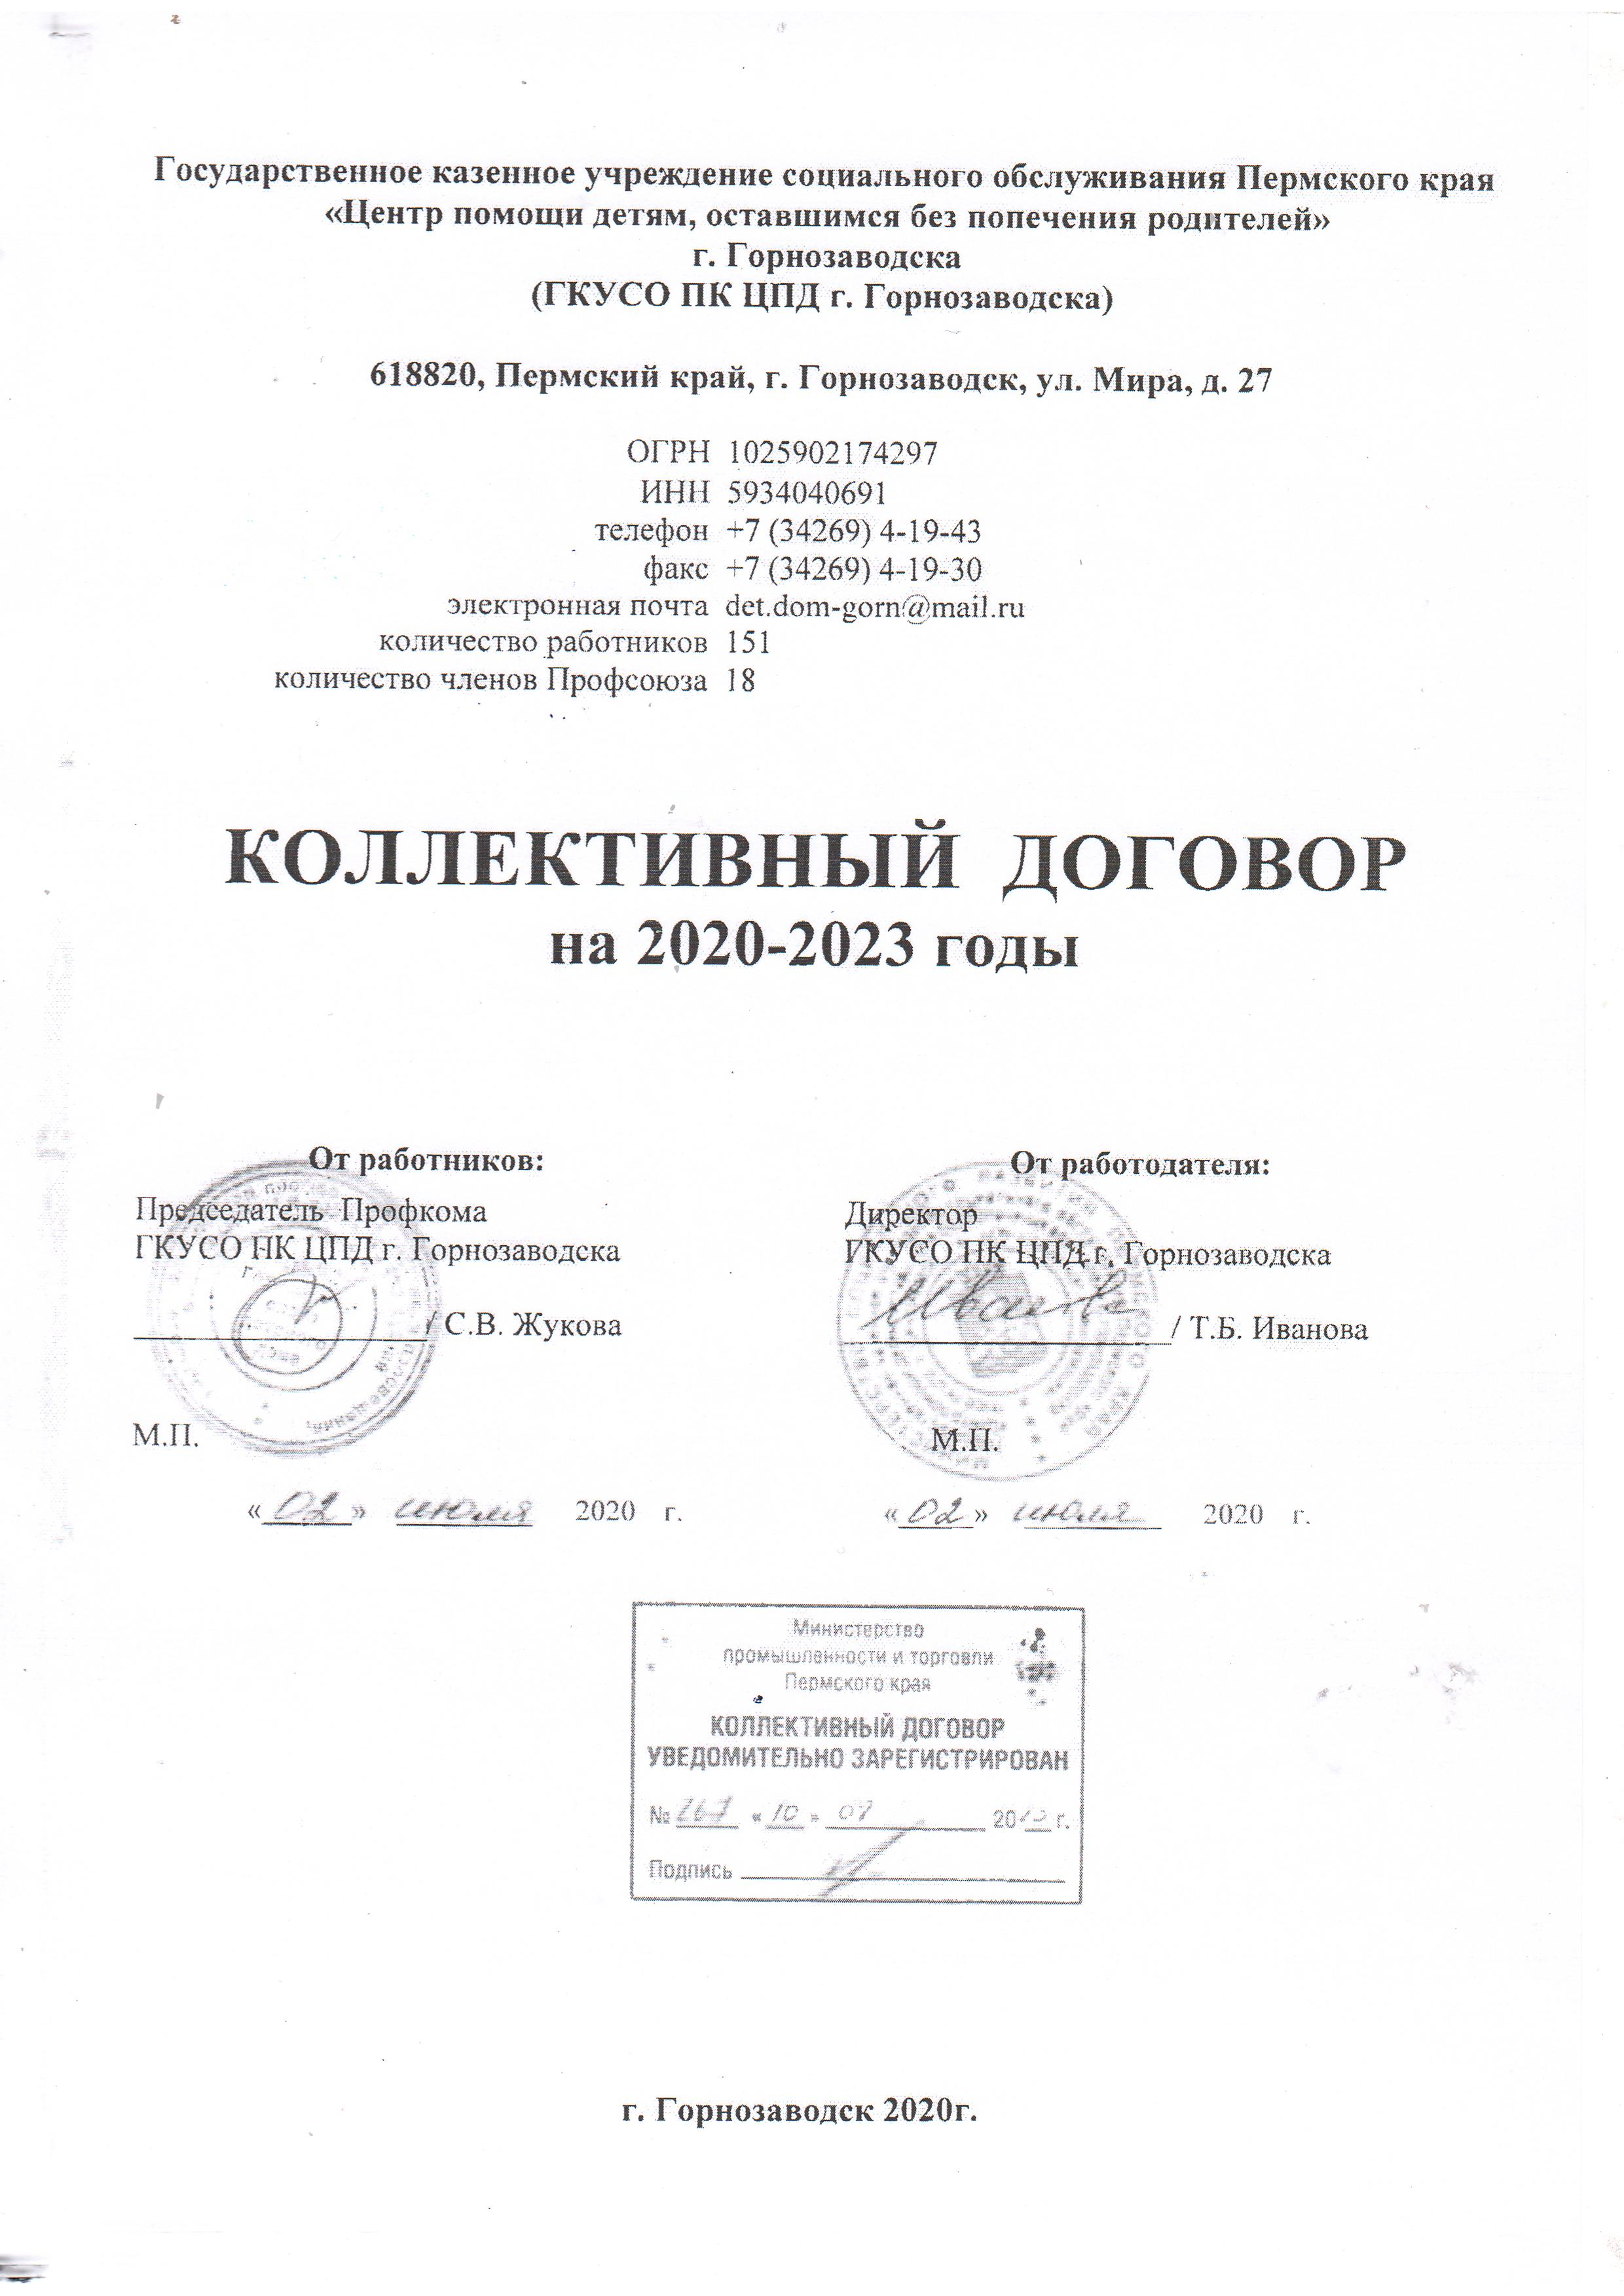 Государственное казенное учреждение социального обслуживания Пермского края
«Центр помощи детям, оставшимся без попечения родителей»
г. Горнозаводска
(ГКУСО ПК ЦПД г. Горнозаводска)
618820, Пермский край, г. Горнозаводск, ул. Мира, д. 27
ОГРН 1025902174297
ИНН 5934040691
телефон +7 (34269) 4-19-43
факс +7 (34269) 4-19-30
электронная почта det.dom-gorn@mail.ru
количество работников 151
количество членов Профсоюза 18
КОЛЛЕКТИВНЫЙ ДОГОВОР
на 2020-2023 годы
От работников:
Председатель Профкома
ГКУСО ПК ЦПД г. Горнозаводска
/ С.В. Жукова
М.П.
«02» июля 2020 г.
От работодателя:
Директор
ГКУСО ПК ЦПД г. Горнозаводска
/ Т.Б. Иванова
М.П.
«02» июля 2020 г.
Министерство
промышленности и торговли
Пермского края
КОЛЛЕКТИВНЫЙ ДОГОВОР
УВЕДОМИТЕЛЬНО ЗАРЕГИСТРИРОВАН
№ 267 «10» 07 20 г.
Подпись
г. Горнозаводск 2020г.